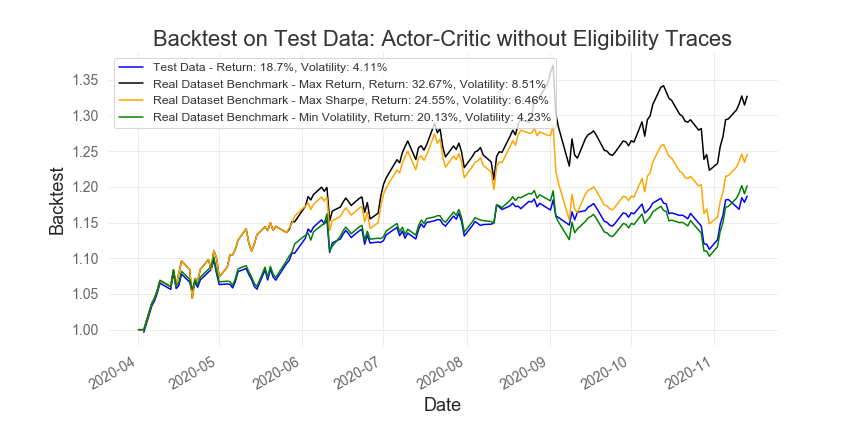 Backtest on Test Data: Actor-Critic without Eligibility Traces
Test Data - Return: 18.7%, Volatility: 4.11%
Real Dataset Benchmark - Max Return, Return: 32.67%, Volatility: 8.51%
Real Dataset Benchmark - Max Sharpe, Return: 24.55%, Volatility: 6.46%
Real Dataset Benchmark - Min Volatility, Return: 20.13%, Volatility: 4.23%
Backtest
1.35
1.30
1.25
1.20
1.15
1.10
1.05
1.00
2020-04
2020-05
2020-06
2020-07
2020-08
2020-09
2020-10
2020-11
Date